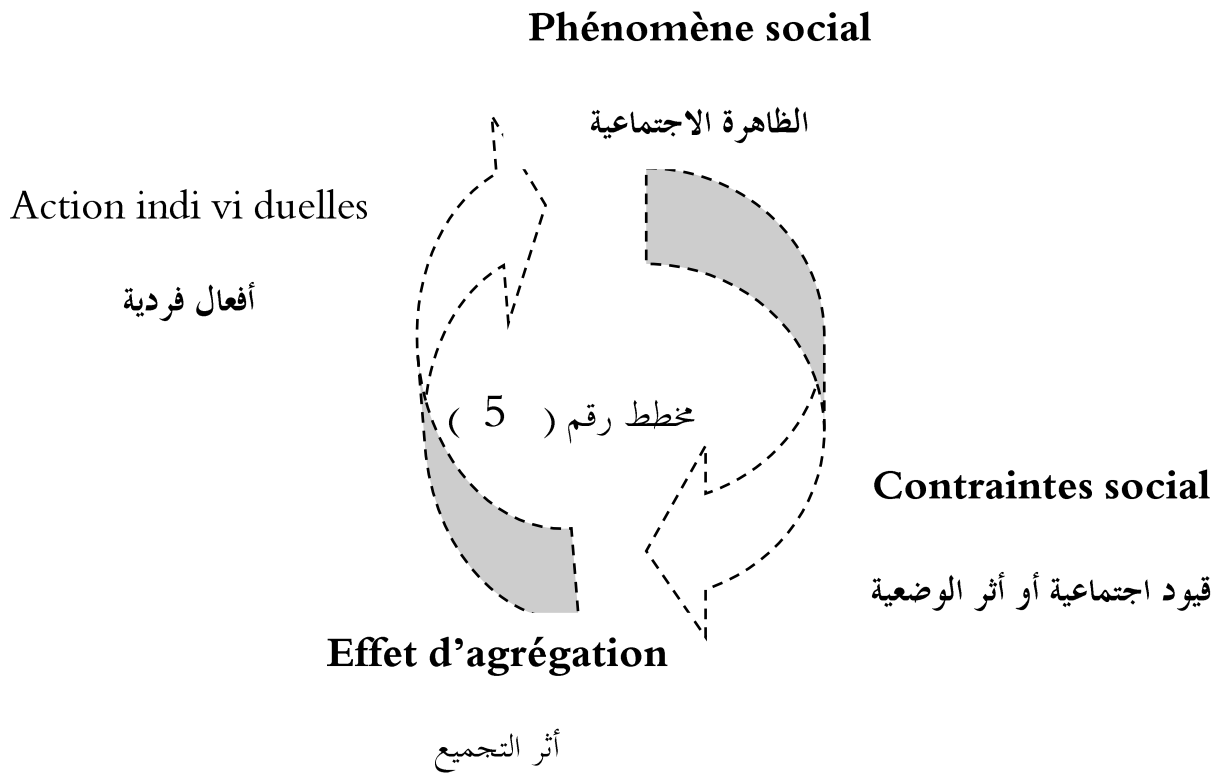 Phénomène social
الظاهرة الاجتماعية
Action indi vi duelles
أفعال فردية
مخطط رقم ( 5 )
Contraintes social
قيود اجتماعية أو أثر الوضعية
Effet d’agrégation
أثر التجميع